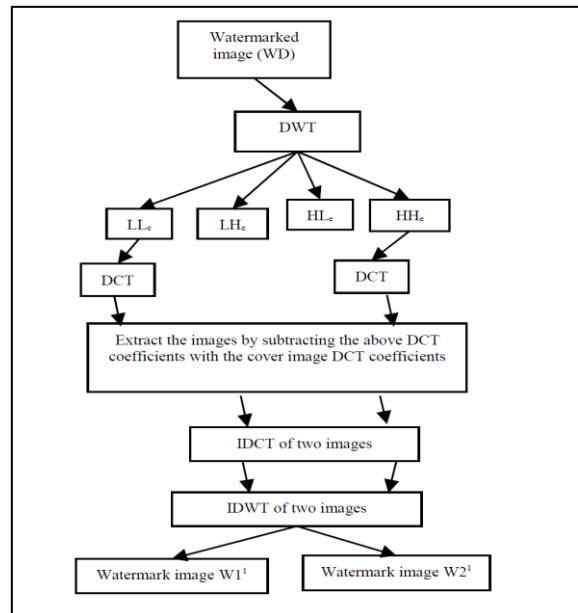 Watermarked
image (WD)
DWT
LLₑ
LHₑ
HLₑ
HHₑ
DCT
DCT
Extract the images by subtracting the above DCT
coefficients with the cover image DCT coefficients
IDCT of two images
IDWT of two images
Watermark image W1¹
Watermark image W2¹